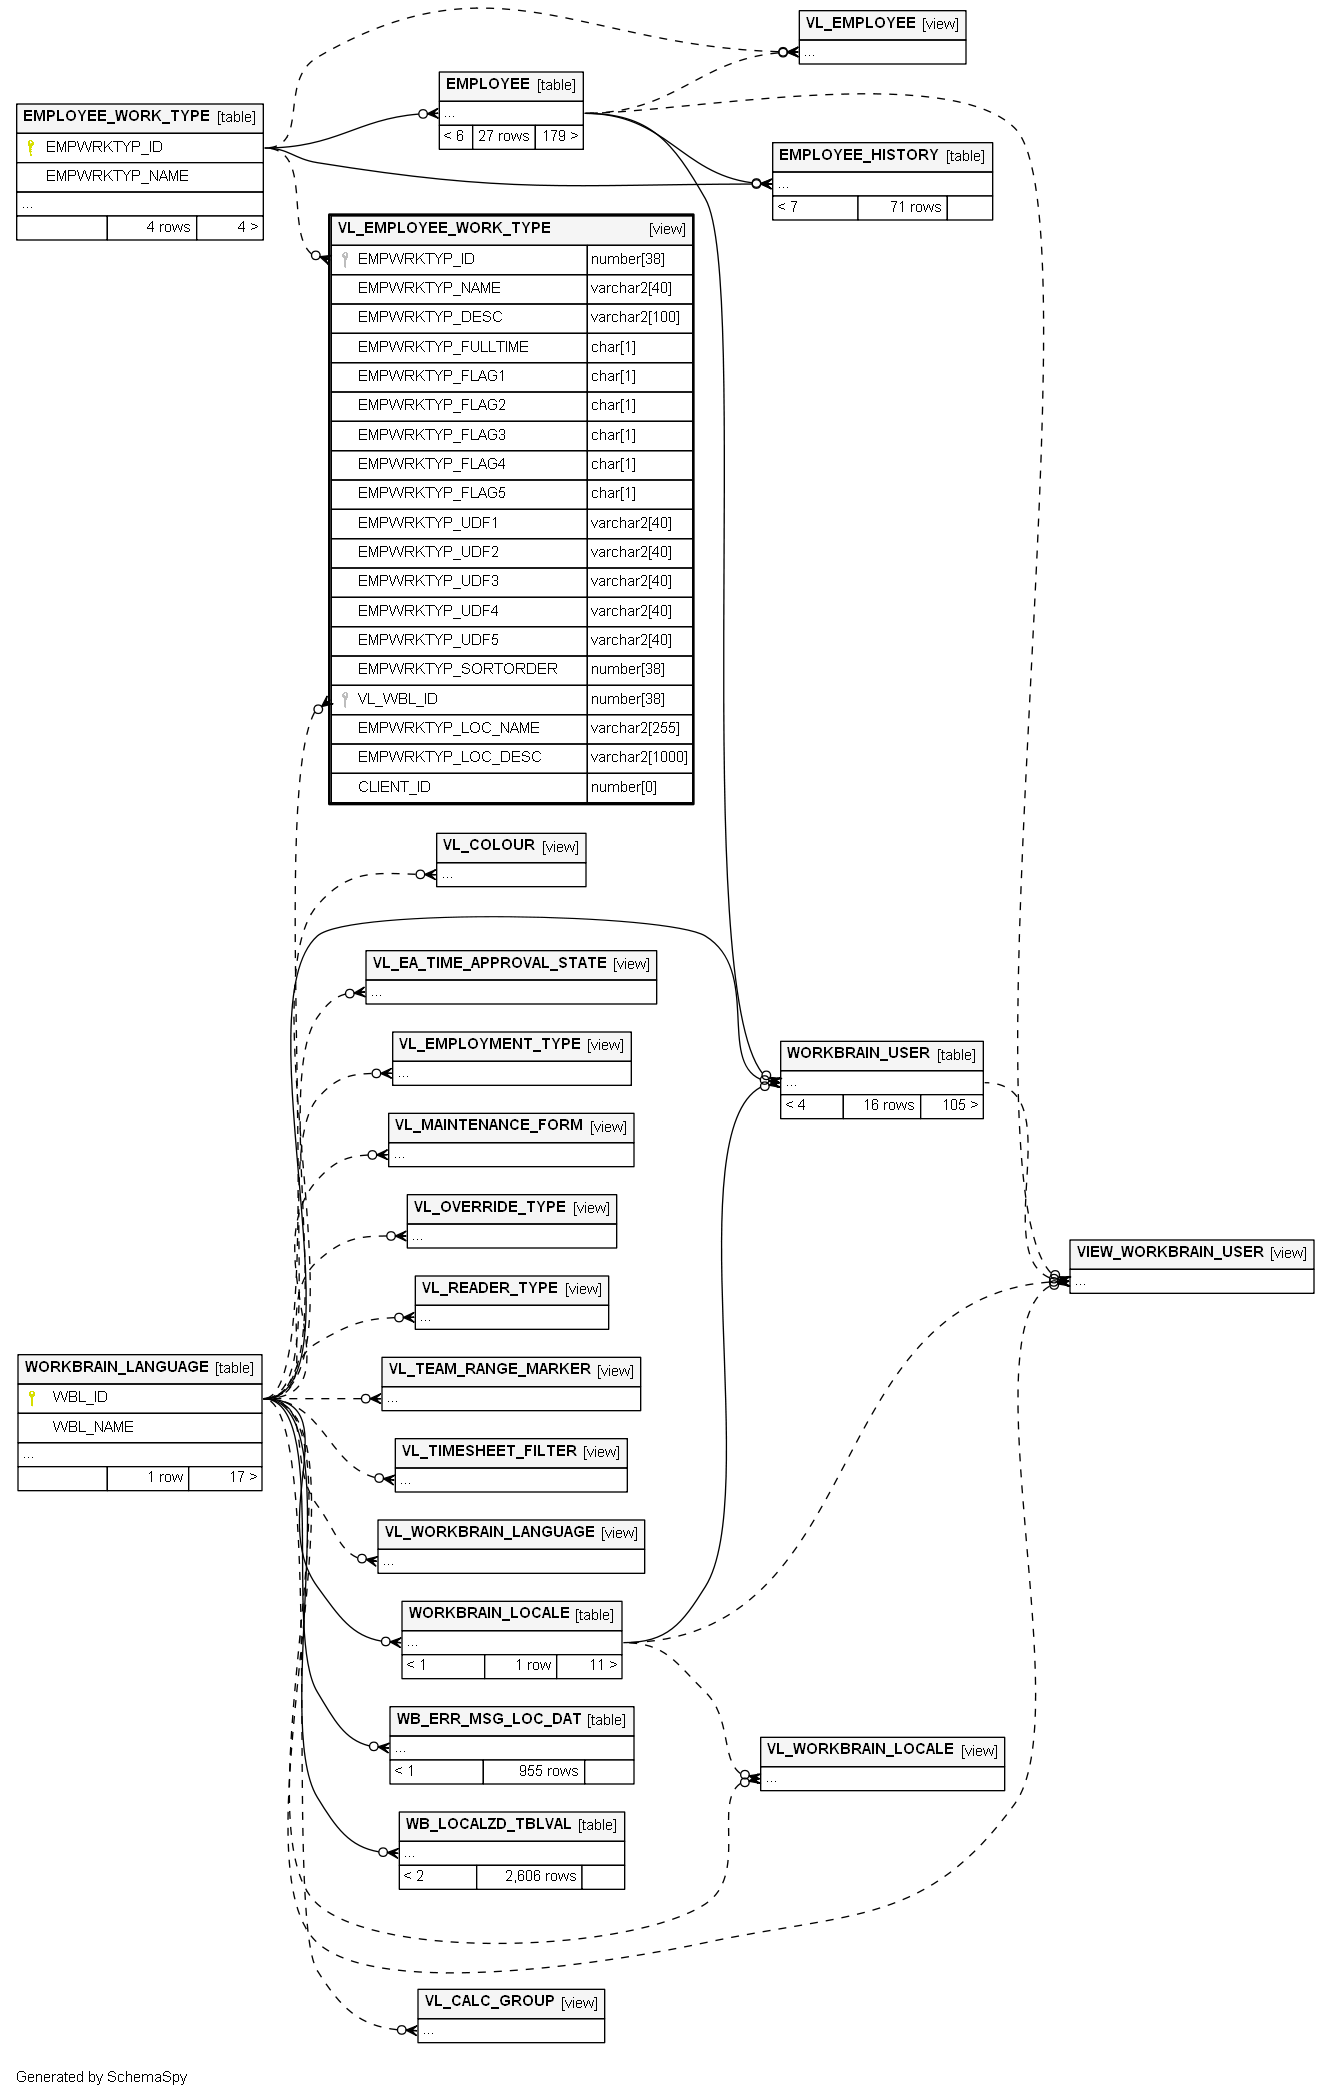 VL_EMPLOYEE [view]
...
EMPLOYEE [table]
...
< 6 27 rows 179 >
EMPLOYEE_WORK_TYPE [table]
EMPWRKTYP_ID
EMPWRKTYP_NAME
...
4 rows 4 >
EMPLOYEE_HISTORY [table]
...
< 7 71 rows
VL_EMPLOYEE_WORK_TYPE [view]
EMPWRKTYP_ID number[38]
EMPWRKTYP_NAME varchar2[40]
EMPWRKTYP_DESC varchar2[100]
EMPWRKTYP_FULLTIME char[1]
EMPWRKTYP_FLAG1 char[1]
EMPWRKTYP_FLAG2 char[1]
EMPWRKTYP_FLAG3 char[1]
EMPWRKTYP_FLAG4 char[1]
EMPWRKTYP_FLAG5 char[1]
EMPWRKTYP_UDF1 varchar2[40]
EMPWRKTYP_UDF2 varchar2[40]
EMPWRKTYP_UDF3 varchar2[40]
EMPWRKTYP_UDF4 varchar2[40]
EMPWRKTYP_UDF5 varchar2[40]
EMPWRKTYP_SORTORDER number[38]
VL_WBL_ID number[38]
EMPWRKTYP_LOC_NAME varchar2[255]
EMPWRKTYP_LOC_DESC varchar2[1000]
CLIENT_ID number[0]
VL_COLOUR [view]
...
VL_EA_TIME_APPROVAL_STATE [view]
...
VL_EMPLOYMENT_TYPE [view]
...
WORKBRAIN_USER [table]
...
< 4 16 rows 105 >
VL_MAINTENANCE_FORM [view]
...
VL_OVERRIDE_TYPE [view]
...
VIEW_WORKBRAIN_USER [view]
...
VL_READER_TYPE [view]
...
WORKBRAIN_LANGUAGE [table]
WBL_ID
WBL_NAME
...
1 row 17 >
VL_TEAM_RANGE_MARKER [view]
...
VL_TIMESHEET_FILTER [view]
...
VL_WORKBRAIN_LANGUAGE [view]
...
WORKBRAIN_LOCALE [table]
...
< 1 1 row 11 >
WB_ERR_MSG_LOC_DAT [table]
...
< 1 955 rows
VL_WORKBRAIN_LOCALE [view]
...
WB_LOCALZD_TBLVAL [table]
...
< 2 2,606 rows
VL_CALC_GROUP [view]
...
Generated by SchemaSpy